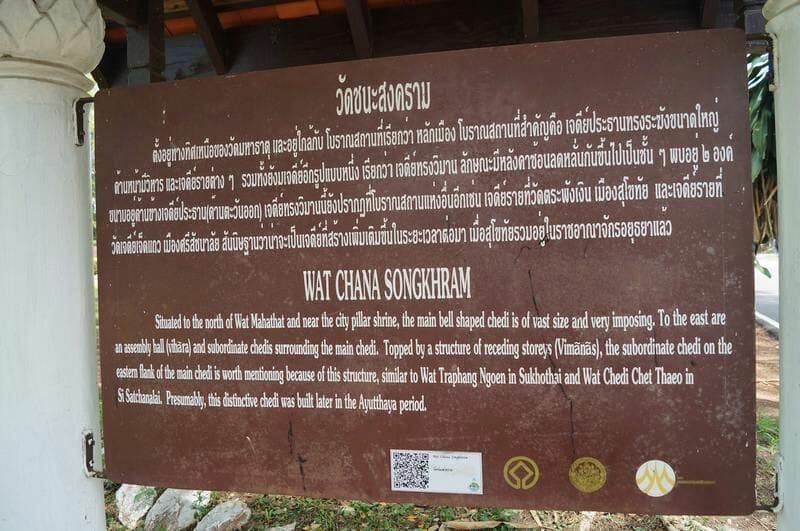 วัดชนะสงคราม
ตั้งอยู่ทางทิศเหนือของวัดมหาธาตุ และอยู่ใกล้กับ โบราณสถานที่เรียกว่า หลักเมือง โบราณสถานที่สำคัญคือ เจดีย์ประธานทรงระฆังขนาดใหญ่
ด้านหน้ามีวิหาร และเจดีย์รายต่าง ๆ รวมทั้งยังมีเจดีย์อีกรูปแบบหนึ่ง เรียกว่า เจดีย์ทรงวิมาน ลักษณะมีหลังคาซ้อนลดหลั่นกันขึ้นไปเป็นชั้น ๆ พบอยู่ ๒ องค์
ขนาบอยู่ด้านข้างเจดีย์ประธาน(ด้านตะวันออก) เจดีย์ทรงวิมานนี้ยังปรากฏที่โบราณสถานแห่งอื่นอีกเช่น เจดีย์รายที่วัดตระพังเงิน เมืองสุโขทัย และเจดีย์รายที่
วัดเจดีย์เจ็ดแถว เมืองศรีสัชนาลัย สันนิษฐานว่าน่าจะเป็นเจดีย์ที่สร้างเพิ่มเติมขึ้นในระยะเวลาต่อมา เมื่อสุโขทัยรวมอยู่ในราชอาณาจักรอยุธยาแล้ว
WAT CHANA SONGKHRAM
Situated to the north of Wat Mahathat and near the city pillar shrine, the main bell shaped chedi is of vast size and very imposing. To the east are
an assembly hall (vihāra) and subordinate chedis surrounding the main chedi. Topped by a structure of receding storeys (Vimānās), the subordinate chedi on the
eastern flank of the main chedi is worth mentioning because of this structure, similar to Wat Traphang Ngoen in Sukhothai and Wat Chedi Chet Thaeo in
Si Satchanalai. Presumably, this distinctive chedi was built later in the Ayutthaya period.
Wat Chana Songkhram
วัดชนะสงคราม